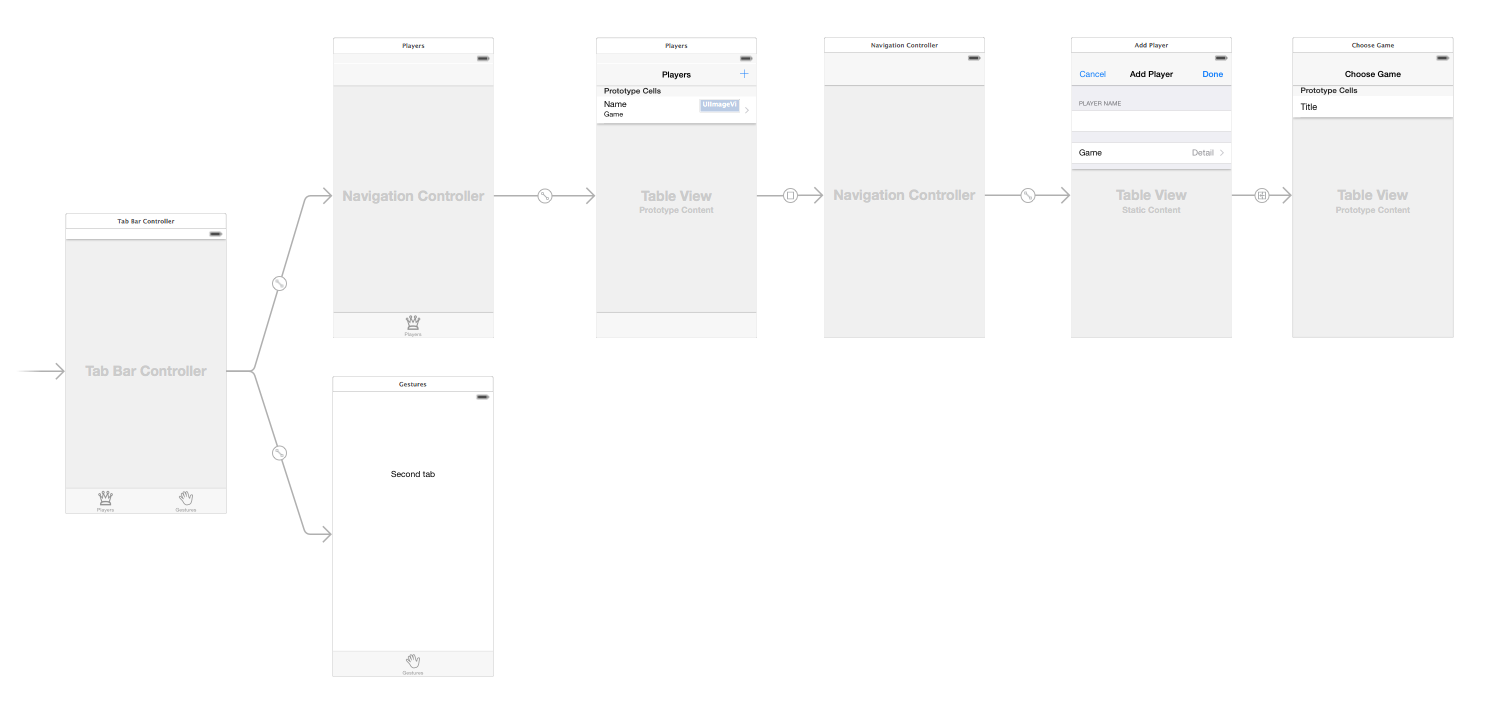 Tab Bar Controller
Tab Bar Controller
Players
Gestures
Players
Navigation Controller
Players
Gestures
Second tab
Gestures
Players
Players
+
Prototype Cells
Name
UIImageVi
Game
Table View
Prototype Content
Navigation Controller
Navigation Controller
Add Player
Cancel
Add Player
Done
PLAYER NAME
Game
Detail
Table View
Static Content
Choose Game
Choose Game
Prototype Cells
Title
Table View
Prototype Content